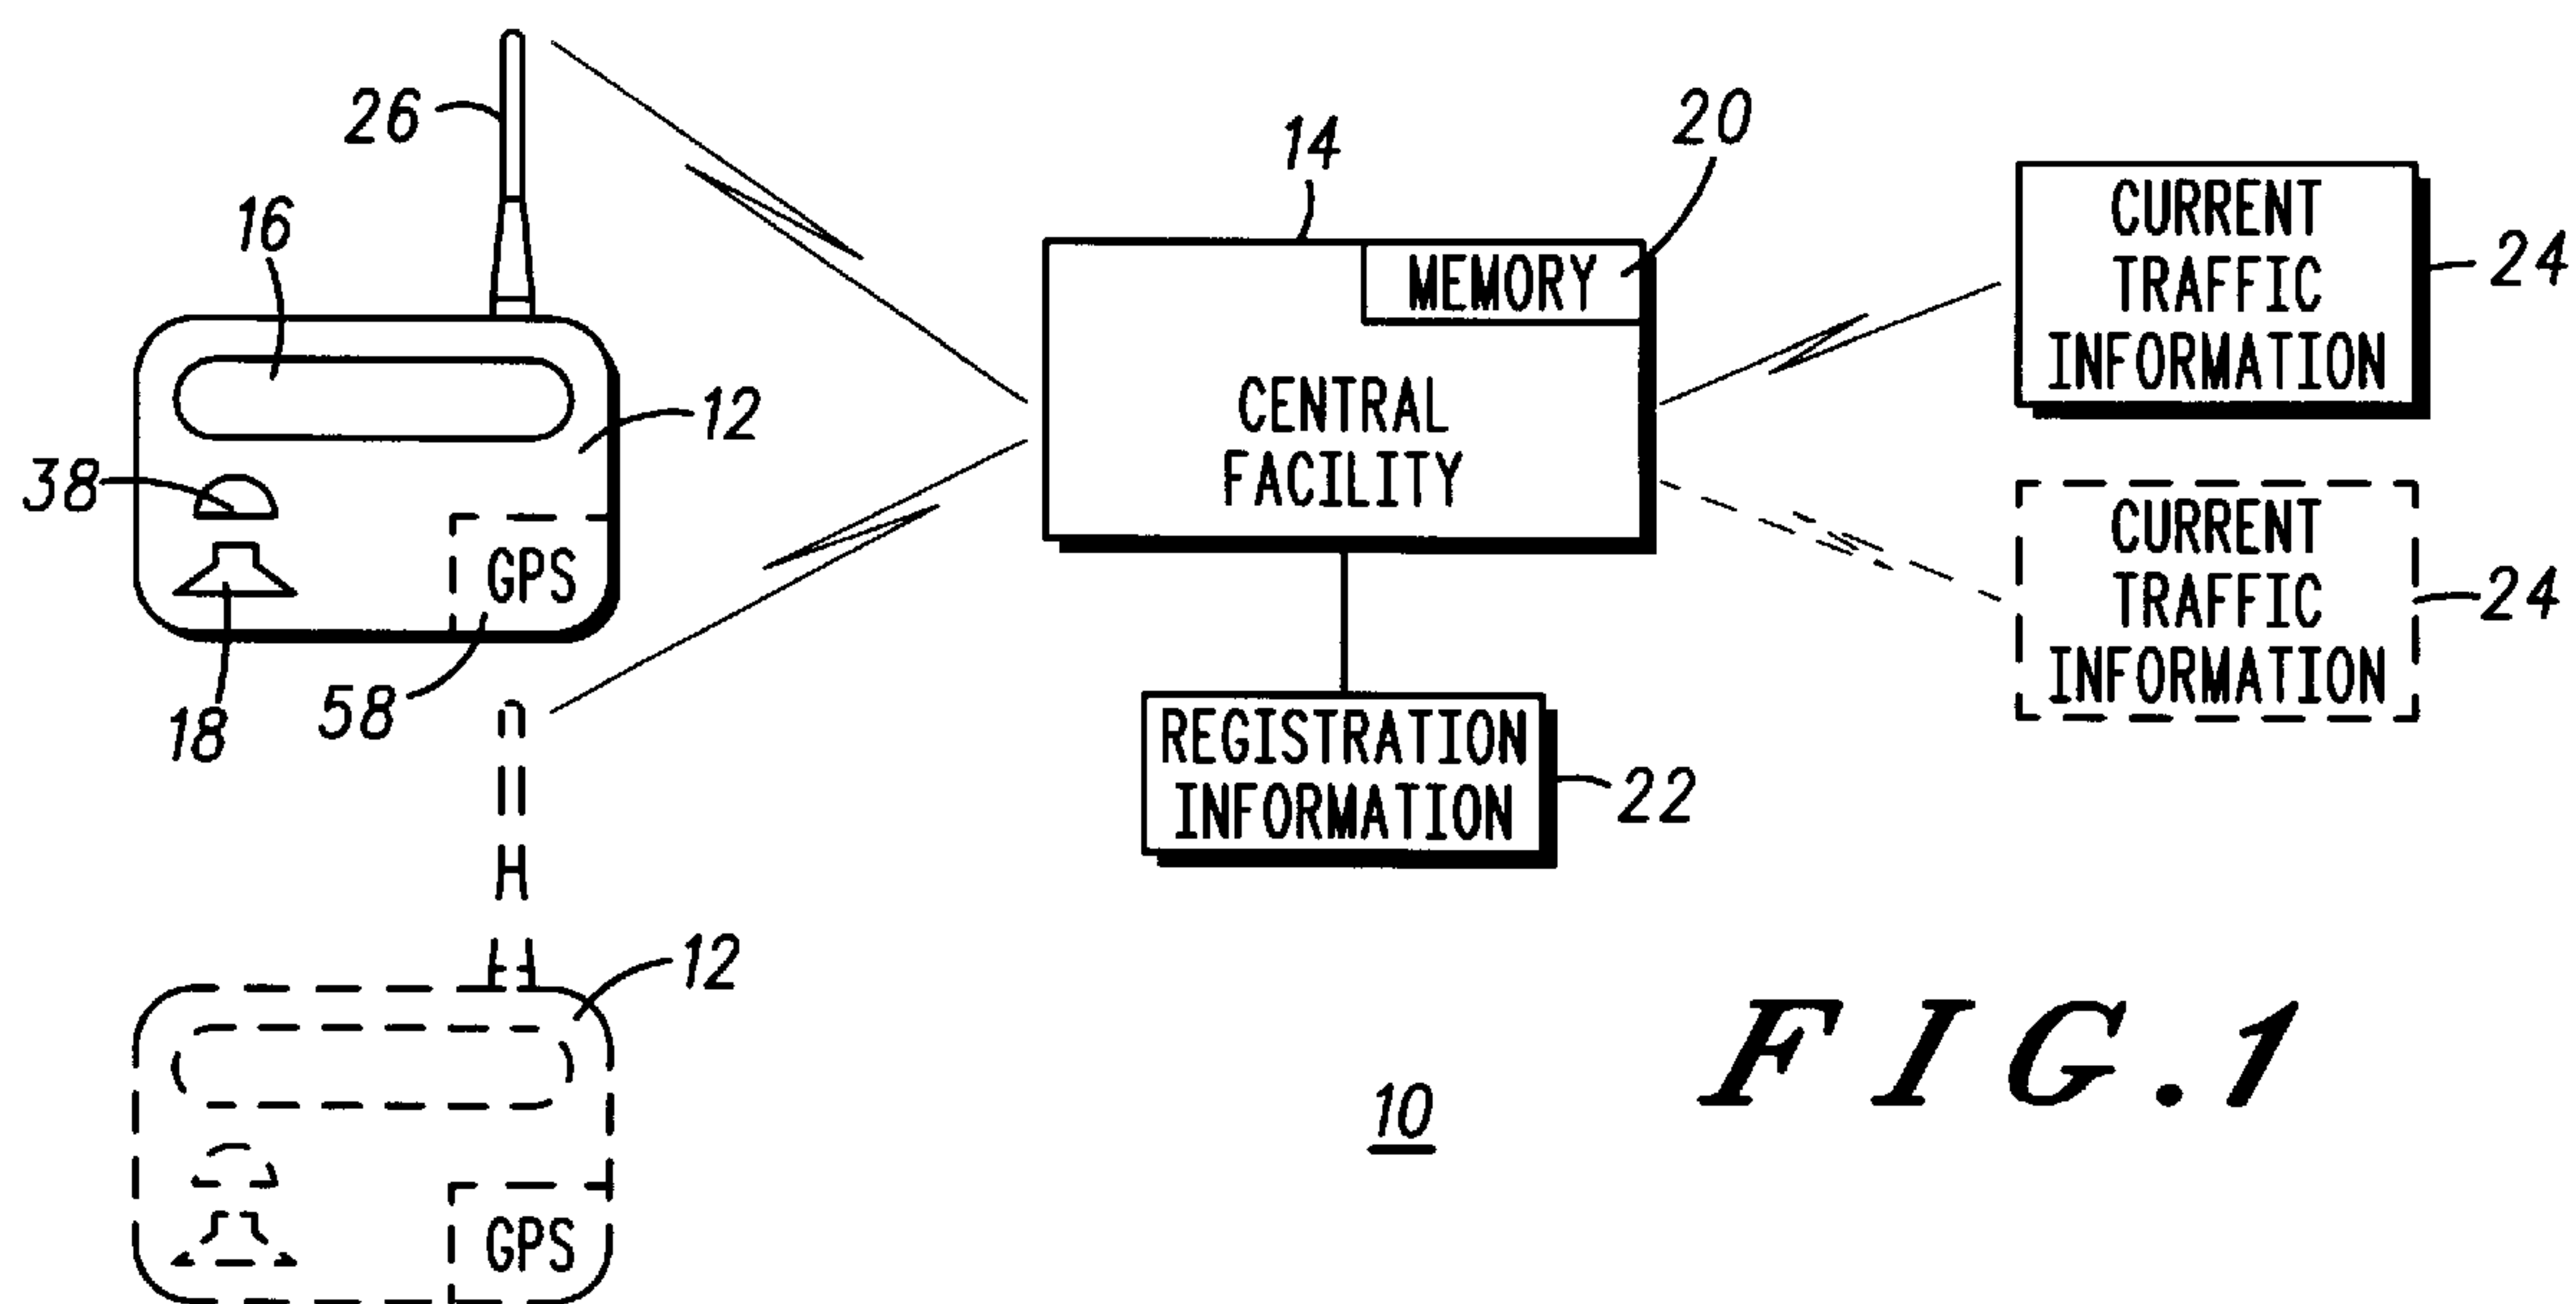 26
16
38
12
GPS
18
58
14
20
MEMORY
CENTRAL
FACILITY
REGISTRATION
INFORMATION
22
CURRENT
TRAFFIC
INFORMATION
24
CURRENT
TRAFFIC
INFORMATION
24
12
GPS
10
FIG.1